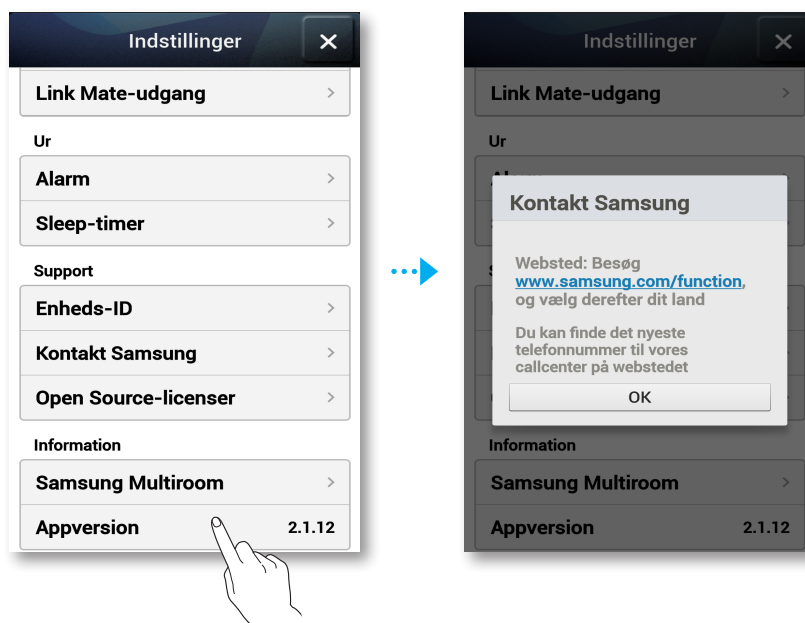 Indstillinger
Link Mate-udgang
Ur
Alarm
Sleep-timer
Support
Enheds-ID
Kontakt Samsung
Open Source-licenser
Information
Samsung Multiroom
Appversion 2.1.12
Indstillinger
Link Mate-udgang
Ur
Kontakt Samsung
Websted: Besøg
www.samsung.com/function,
og vælg derefter dit land
Du kan finde det nyeste
telefonnummer til vores
callcenter på webstedet
OK
Information
Samsung Multiroom
Appversion 2.1.12